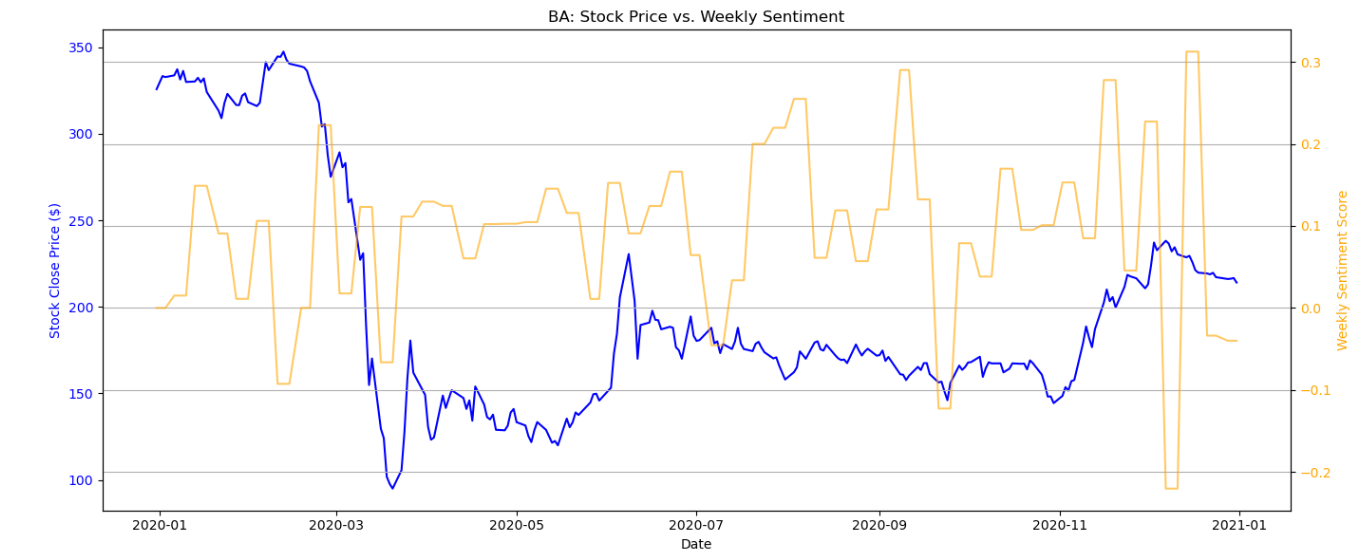 BA: Stock Price vs. Weekly Sentiment
350
300
250
200
150
100
Stock Close Price ($)
0.3
0.2
0.1
0.0
−0.1
−0.2
Weekly Sentiment Score
2020-01 2020-03 2020-05 2020-07 2020-09 2020-11 2021-01
Date